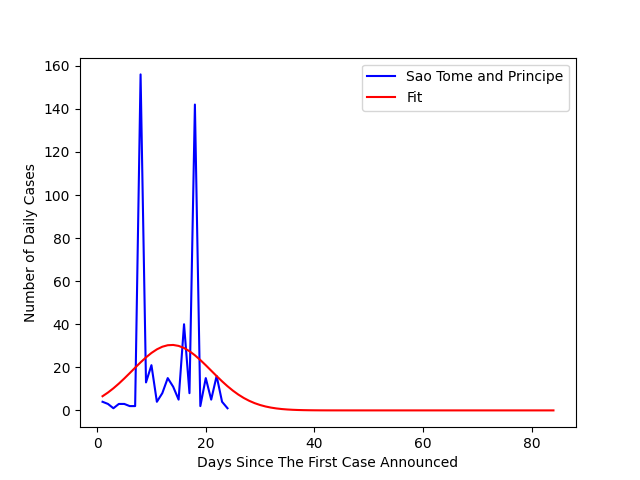 160
140
120
100
80
60
40
20
0
0 20 40 60 80
Number of Daily Cases
Days Since The First Case Announced
Sao Tome and Principe
Fit